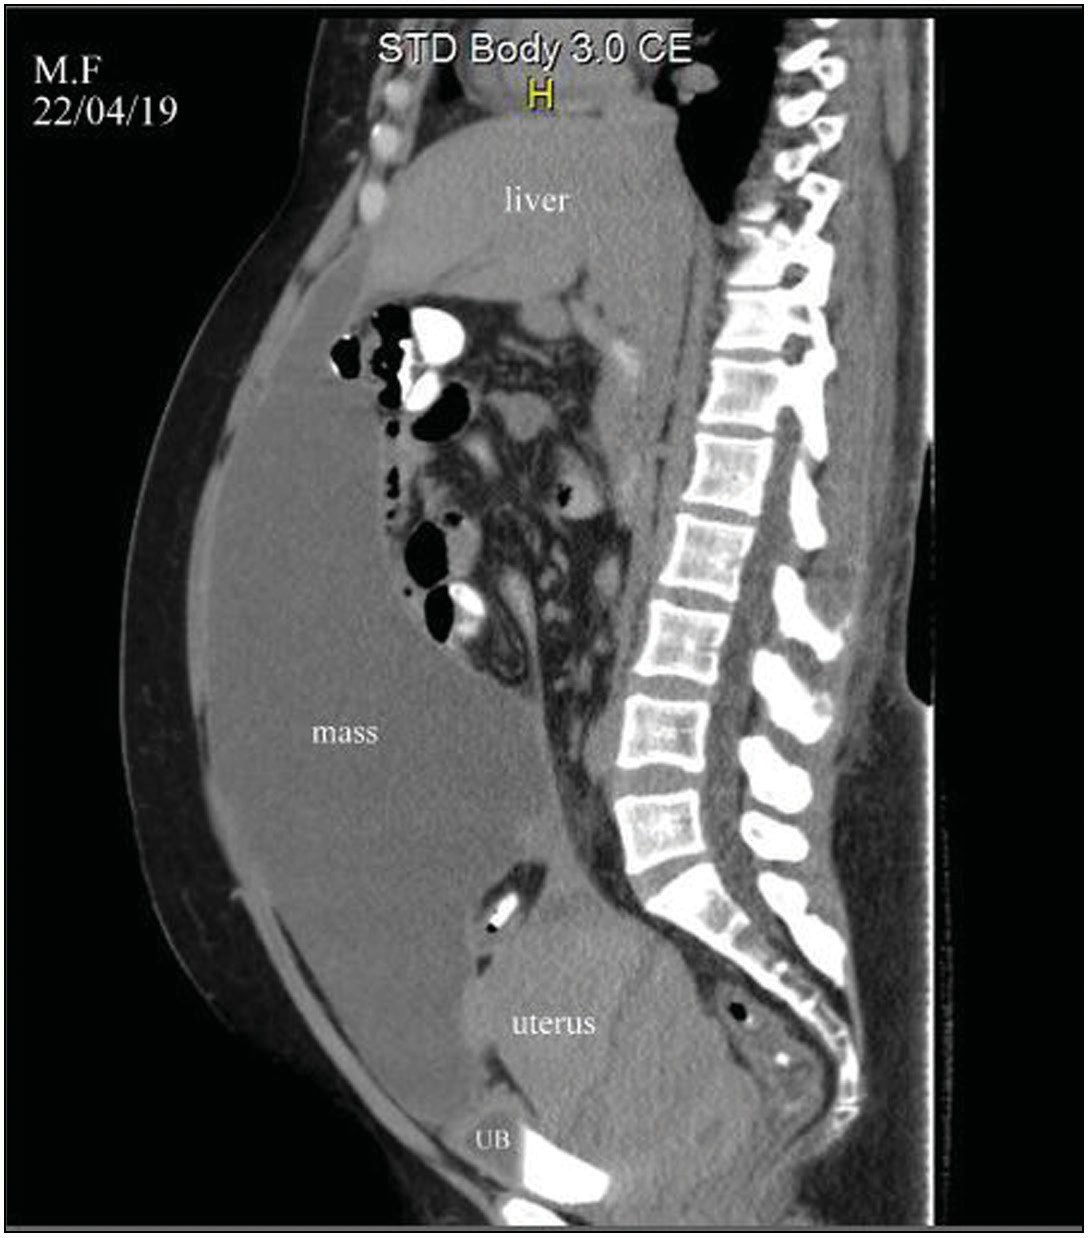 STD Body 3.0 CE
H
M.F
22/04/19
liver
mass
uterus
UB